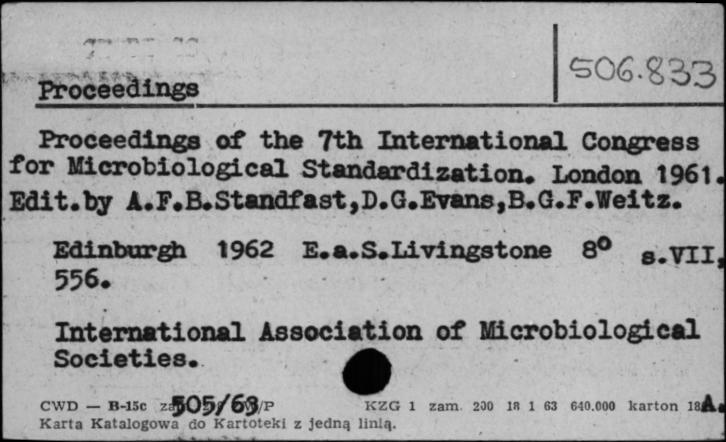 506.833
Proceedings
Proceedings of the 7th International Congress
for Microbiological Standardization. London 1961.
Edit.by A.F.B.Standfast,D.G.Evans,B.G.F.Weitz.
Edinburgh 1962 E.a.S.Livingstone 8° s.VII,
556.
International Association of Microbiological
Societies.
505/63 A.
CWD — B-15c /P KZG 1 zam. 200 18 1 63 640.000 karton
Karta Katalogowa do Kartoteki z jedną linią.